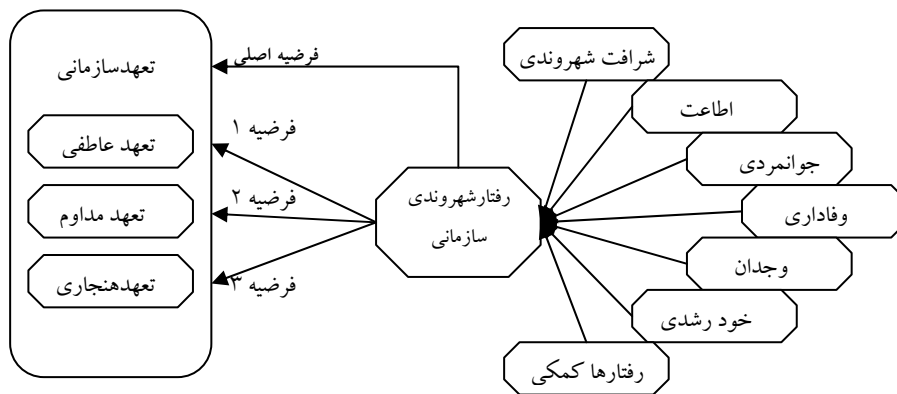 شرافت شهروندی
اطاعت
جوانمردی
وفاداری
وجدان
خود رشدی
رفتارها کمکی
رفتارشهروندی
سازمانی
فرضیه اصلی
فرضیه ۱
فرضیه ۲
فرضیه ۳
تعهدسازمانی
تعهد عاطفی
تعهد مداوم
تعهدهنجاری